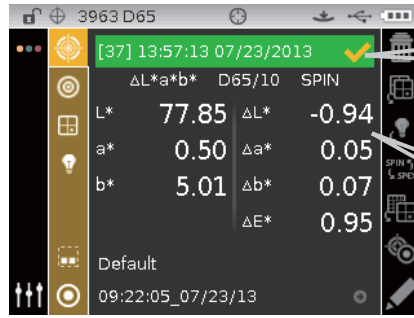 3963 D65
[37] 13:57:13 07/23/2013
ΔL*a*b* D65/10 SPIN
L* 77.85 ΔL* -0.94
a* 0.50 Δa* 0.05
b* 5.01 Δb* 0.07
ΔE* 0.95
SPIN
SPEX
Default
09:22:05_07/23/13